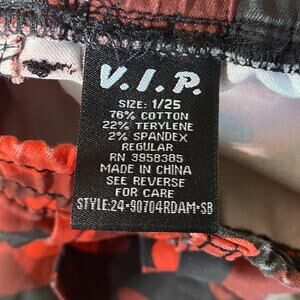 V.I.P.
SIZE: 1/25
76% COTTON
22% TERYLENE
2% SPANDEX
REGULAR
RN 3958385
MADE IN CHINA
SEE REVERSE
FOR CARE
STYLE:24-90704RDAM-SB